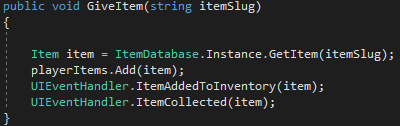 public void GiveItem(string itemSlug)
{
Item item = ItemDatabase.Instance.GetItem(itemSlug);
playerItems.Add(item);
UIEventHandler.ItemAddedToInventory(item);
UIEventHandler.ItemCollected(item);
}